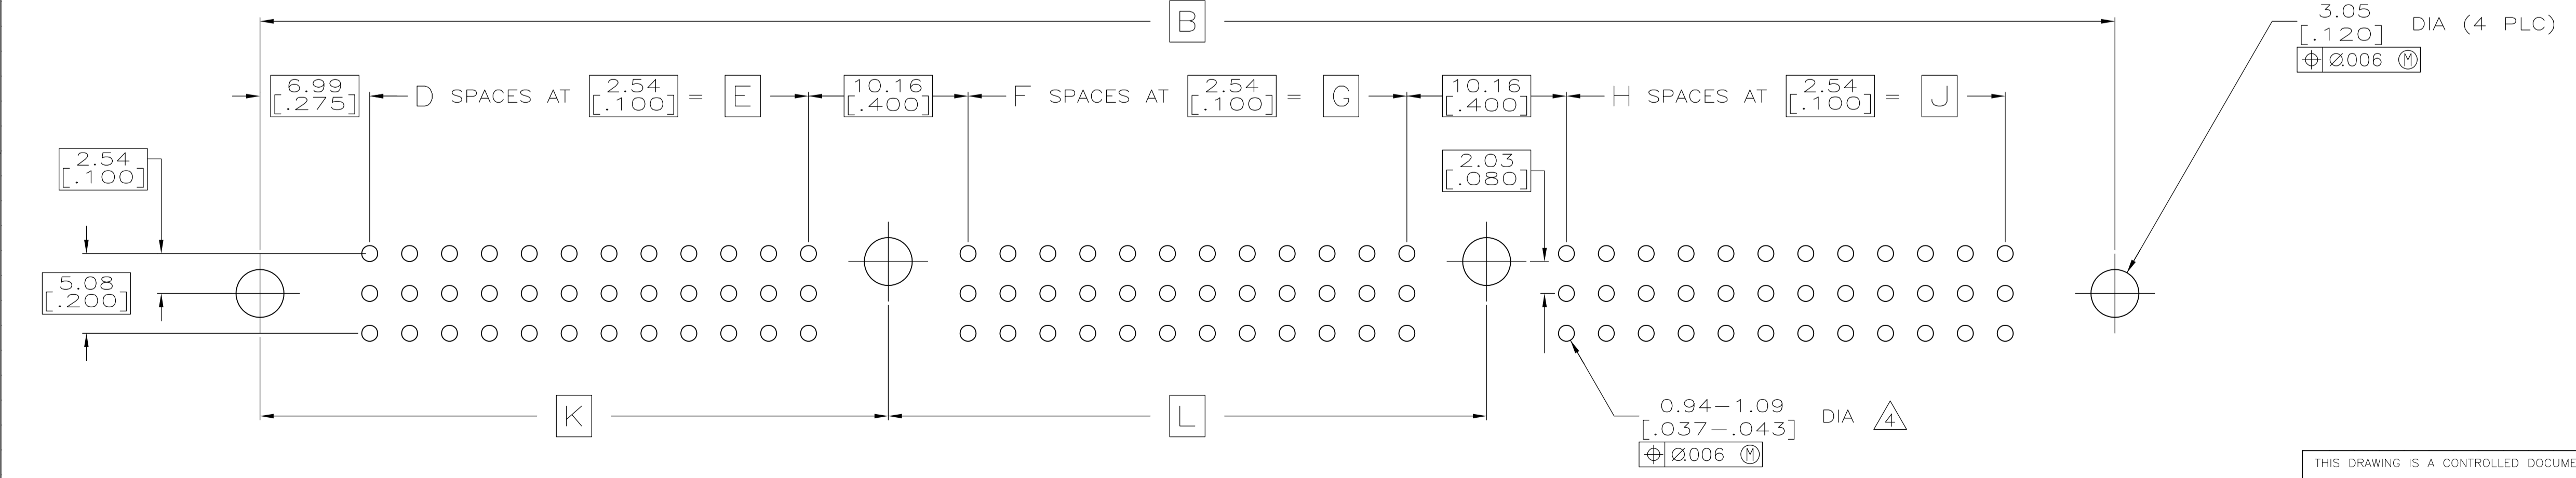 B
3.05
[.120] DIA (4 PLC)
⌖ Ø.006 Ⓜ
6.99
[.275]
D SPACES AT 2.54 [.100] = E
10.16
[.400]
F SPACES AT 2.54 [.100] = G
10.16
[.400]
H SPACES AT 2.54 [.100] = J
2.54
[.100]
2.03
[.080]
5.08
[.200]
K
L
0.94-1.09
[.037-.043] DIA 4
⌖ Ø.006 Ⓜ
THIS DRAWING IS A CONTROLLED DOCUME